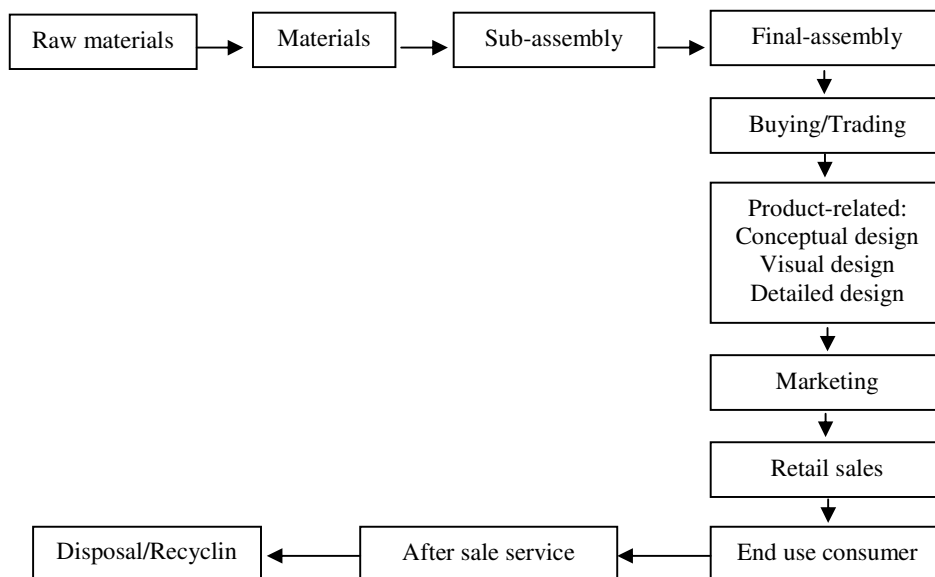 Raw materials
Materials
Sub-assembly
Final-assembly
Buying/Trading
Product-related:
Conceptual design
Visual design
Detailed design
Marketing
Retail sales
End use consumer
After sale service
Disposal/Recyclin